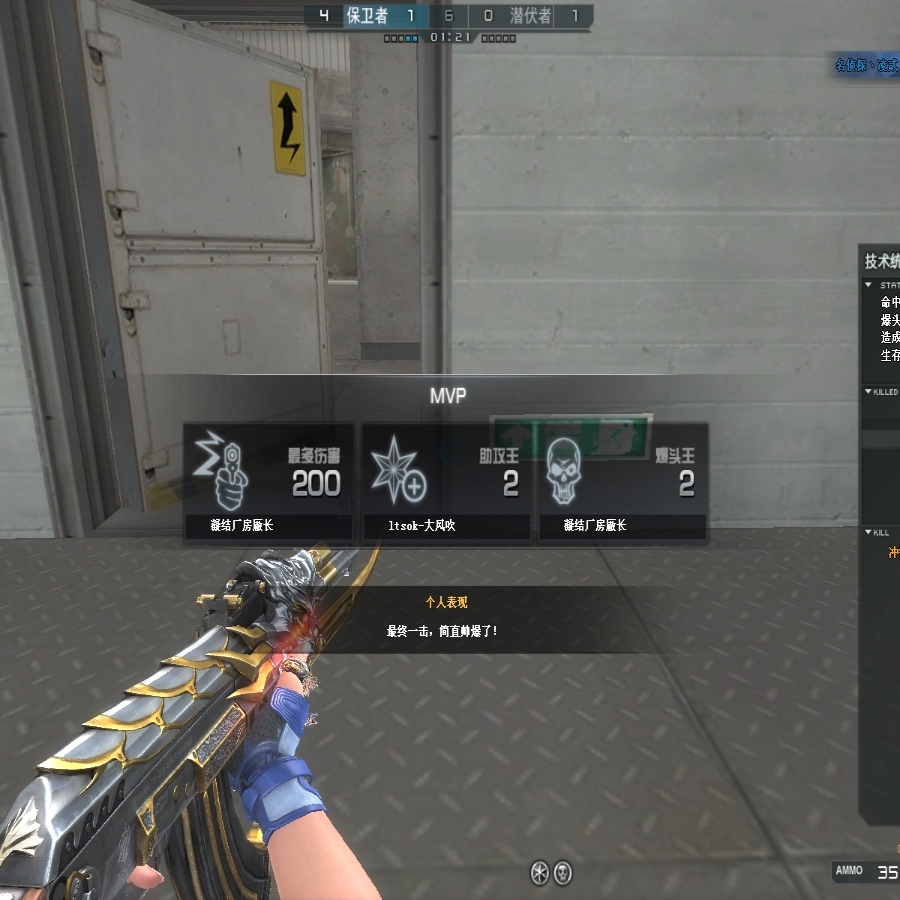 4 保卫者 1 6 0 潜伏者 1
01:21
技术统
STAT
命中
爆头
造成
生存
KILLED
MVP
最多伤害 助攻王 爆头王
200 2 2
凝结厂房厰长 ltsok-大风吹 凝结厂房厰长
KILL
个人表现
最终一击，简直帅爆了！
AMMO 35